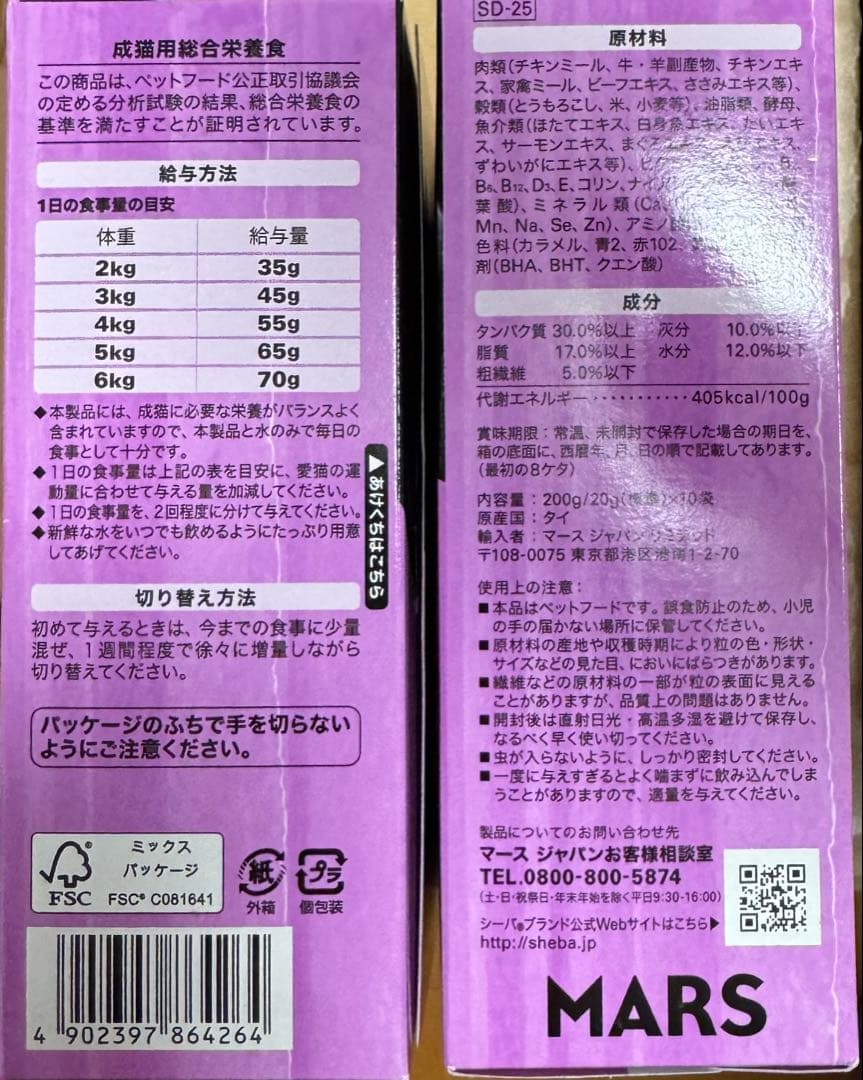 成猫用総合栄養食
この商品は、ペットフード公正取引協議会
の定める分析試験の結果、総合栄養食の
基準を満たすことが証明されています。
給与方法
1日の食事量の目安
体重 給与量
2kg 35g
3kg 45g
4kg 55g
5kg 65g
6kg 70g
◆本製品には、成猫に必要な栄養がバランスよく
含まれていますので、本製品と水のみで毎日の
食事として十分です。
◆1日の食事量は上記の表を目安に、愛猫の運
動量に合わせて与える量を加減してください。
◆1日の食事量を、2回程度に分けて与えてください。
◆新鮮な水をいつでも飲めるようにたっぷり用意
してあげてください。
▲あけくちはこちら
切り替え方法
初めて与えるときは、今までの食事に少量
混ぜ、1週間程度で徐々に増量しながら
切り替えてください。
パッケージのふちで手を切らない
ようにご注意ください。
FSC
ミックス
パッケージ
FSC® C081641
紙
外箱
プラ
個包装
4 902397 864264
SD-25
原材料
肉類(チキンミール、牛・羊副産物、チキンエキ
ス、家禽ミール、ビーフエキス、ささみエキス等)、
穀類(とうもろこし、米、小麦等)、油脂類、酵母、
魚介類(ほたてエキス、白身魚エキス、たいエキ
ス、サーモンエキス、まぐろエキス、
ずわいがにエキス等)、
B6、B12、D3、E、コリン、
葉酸)、ミネラル類(Ca、
Mn、Na、Se、Zn)、アミノ
色料(カラメル、青2、赤102、
剤(BHA、BHT、クエン酸)
成分
タンパク質 30.0%以上 灰分 10.0%以下
脂質 17.0%以上 水分 12.0%以下
粗繊維 5.0%以下
代謝エネルギー・・・・・・・・・・・405kcal/100g
賞味期限：常温、未開封で保存した場合の期日を、
箱の底面に、西暦年、月、日の順で記載してあります。
(最初の8ケタ)
内容量：200g/20g(標準)×10袋
原産国：タイ
輸入者：マース ジャパン リミテッド
〒108-0075 東京都港区港南1-2-70
使用上の注意：
■本品はペットフードです。誤食防止のため、小児
の手の届かない場所に保管してください。
■原材料の産地や収穫時期により粒の色・形状・
サイズなどの見た目、においにばらつきがあります。
■繊維などの原材料の一部が粒の表面に見える
ことがありますが、品質上の問題はありません。
■開封後は直射日光・高温多湿を避けて保存し、
なるべく早く使い切ってください。
■虫が入らないように、しっかり密封してください。
■一度に与えすぎるとよく噛まずに飲み込んでしま
うことがありますので、適量を与えてください。
製品についてのお問い合わせ先
マース ジャパンお客様相談室
TEL.0800-800-5874
(土・日・祝祭日・年末年始を除く平日9:30-16:00)
シーバ®ブランド公式Webサイトはこちら▶
http://sheba.jp
MARS